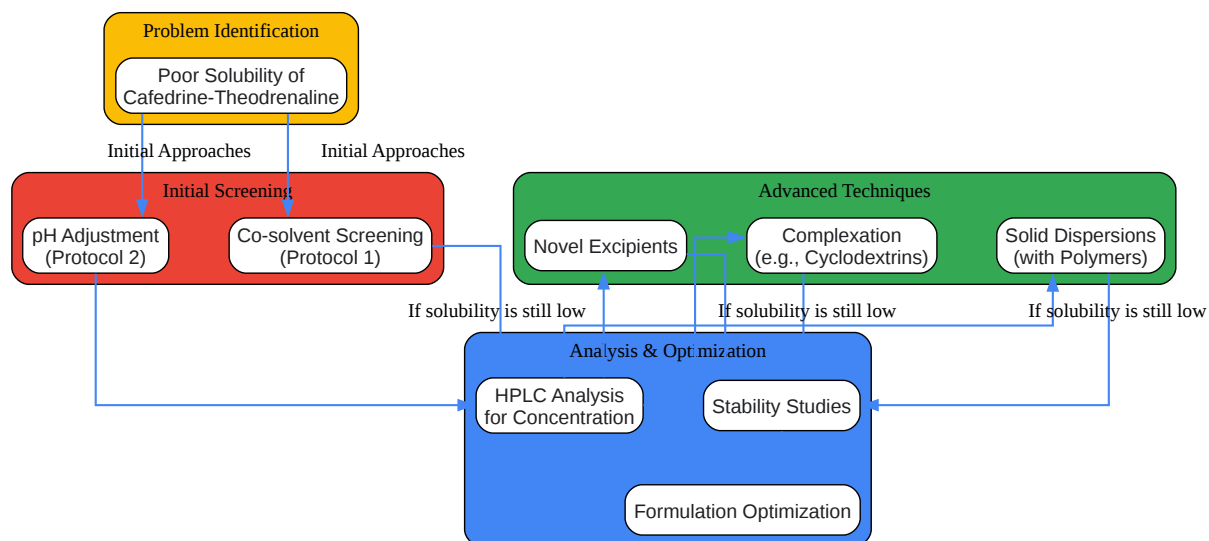 Problem Identification
Poor Solubility of
Cafedrine-Theodrenaline
Initial Approaches
Initial Approaches
Initial Screening
pH Adjustment
(Protocol 2)
Co-solvent Screening
(Protocol 1)
Advanced Techniques
Novel Excipients
Complexation
(e.g., Cyclodextrins)
Solid Dispersions
(with Polymers)
If solubility is still low
If solubility is still low
If solubility is still low
Analysis & Optimization
HPLC Analysis
for Concentration
Stability Studies
Formulation Optimization